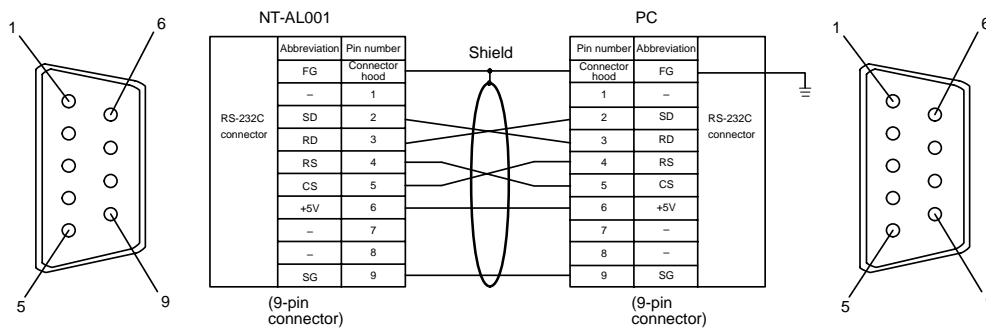 NT-AL001
PC
1
6
Abbreviation Pin number
FG Connector hood
– 1
SD 2
RD 3
RS 4
CS 5
+5V 6
– 7
– 8
SG 9
RS-232C
connector
(9-pin
connector)
Shield
Pin number Abbreviation
Connector hood FG
1 –
2 SD
3 RD
4 RS
5 CS
6 +5V
7 –
8 –
9 SG
RS-232C
connector
(9-pin
connector)
5
9
1
6
5